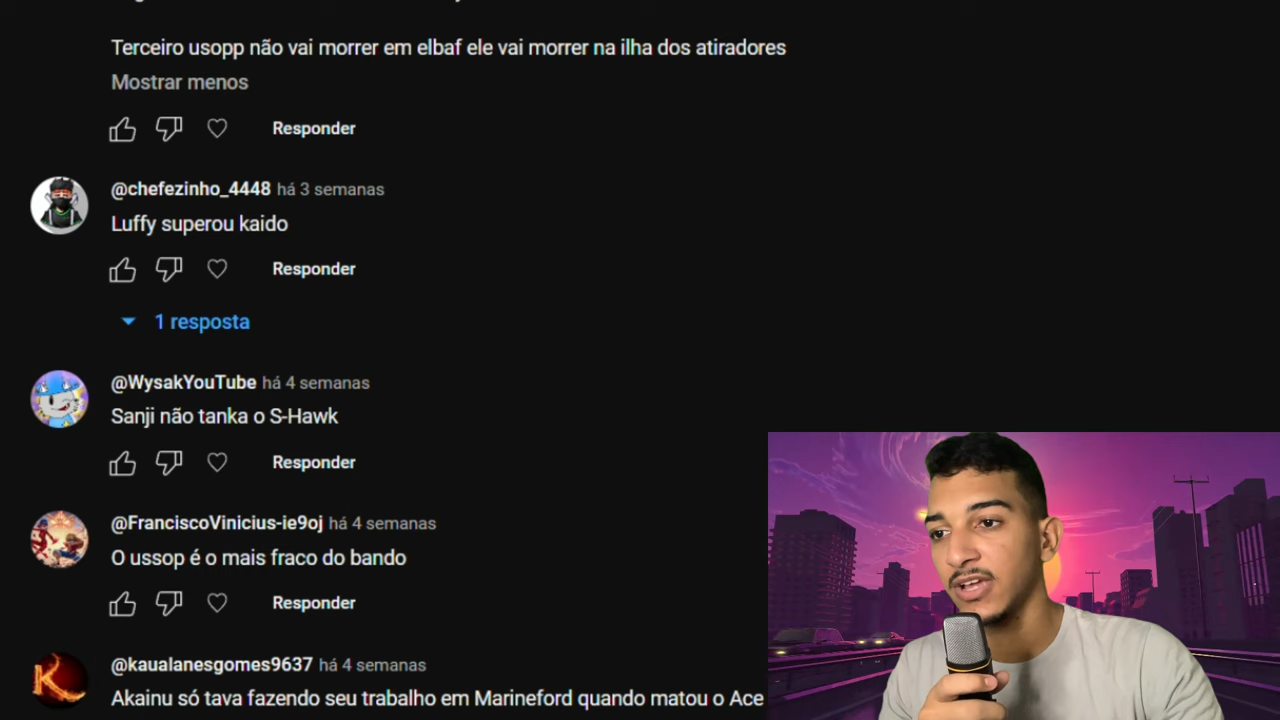 Terceiro usopp não vai morrer em elbaf ele vai morrer na ilha dos atiradores
Mostrar menos
Responder
@chefezinho_4448 há 3 semanas
Luffy superou kaido
Responder
1 resposta
@WysakYouTube há 4 semanas
Sanji não tanka o S-Hawk
Responder
@FranciscoVinicius-ie9oj há 4 semanas
O ussop é o mais fraco do bando
Responder
@kaualanesgomes9637 há 4 semanas
Akainu só tava fazendo seu trabalho em Marineford quando matou o Ace